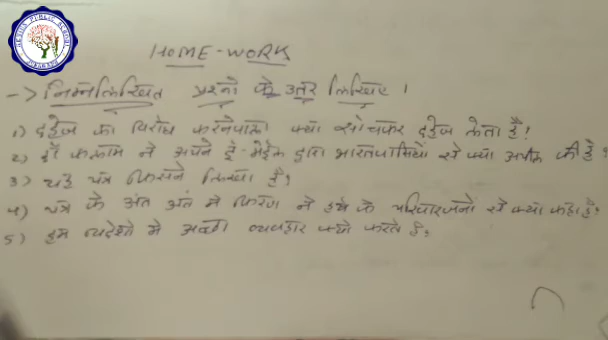 HOME-WORK
-> निम्नलिखित प्रश्नों के उत्तर लिखिए।
1) दहेज का विरोध करनेवाला क्या सोचकर दहेज लेता है?
2) डॉ कलाम ने अपने ई-मेईल द्वारा भारतवासियों से क्या अपील की है?
3) यह पत्र किसने लिखा है?
4) पत्र के अंत में किरण ने के परिवारजनों से क्या कहा है?
5) हम में अच्छा व्यवहार क्यों करते है?